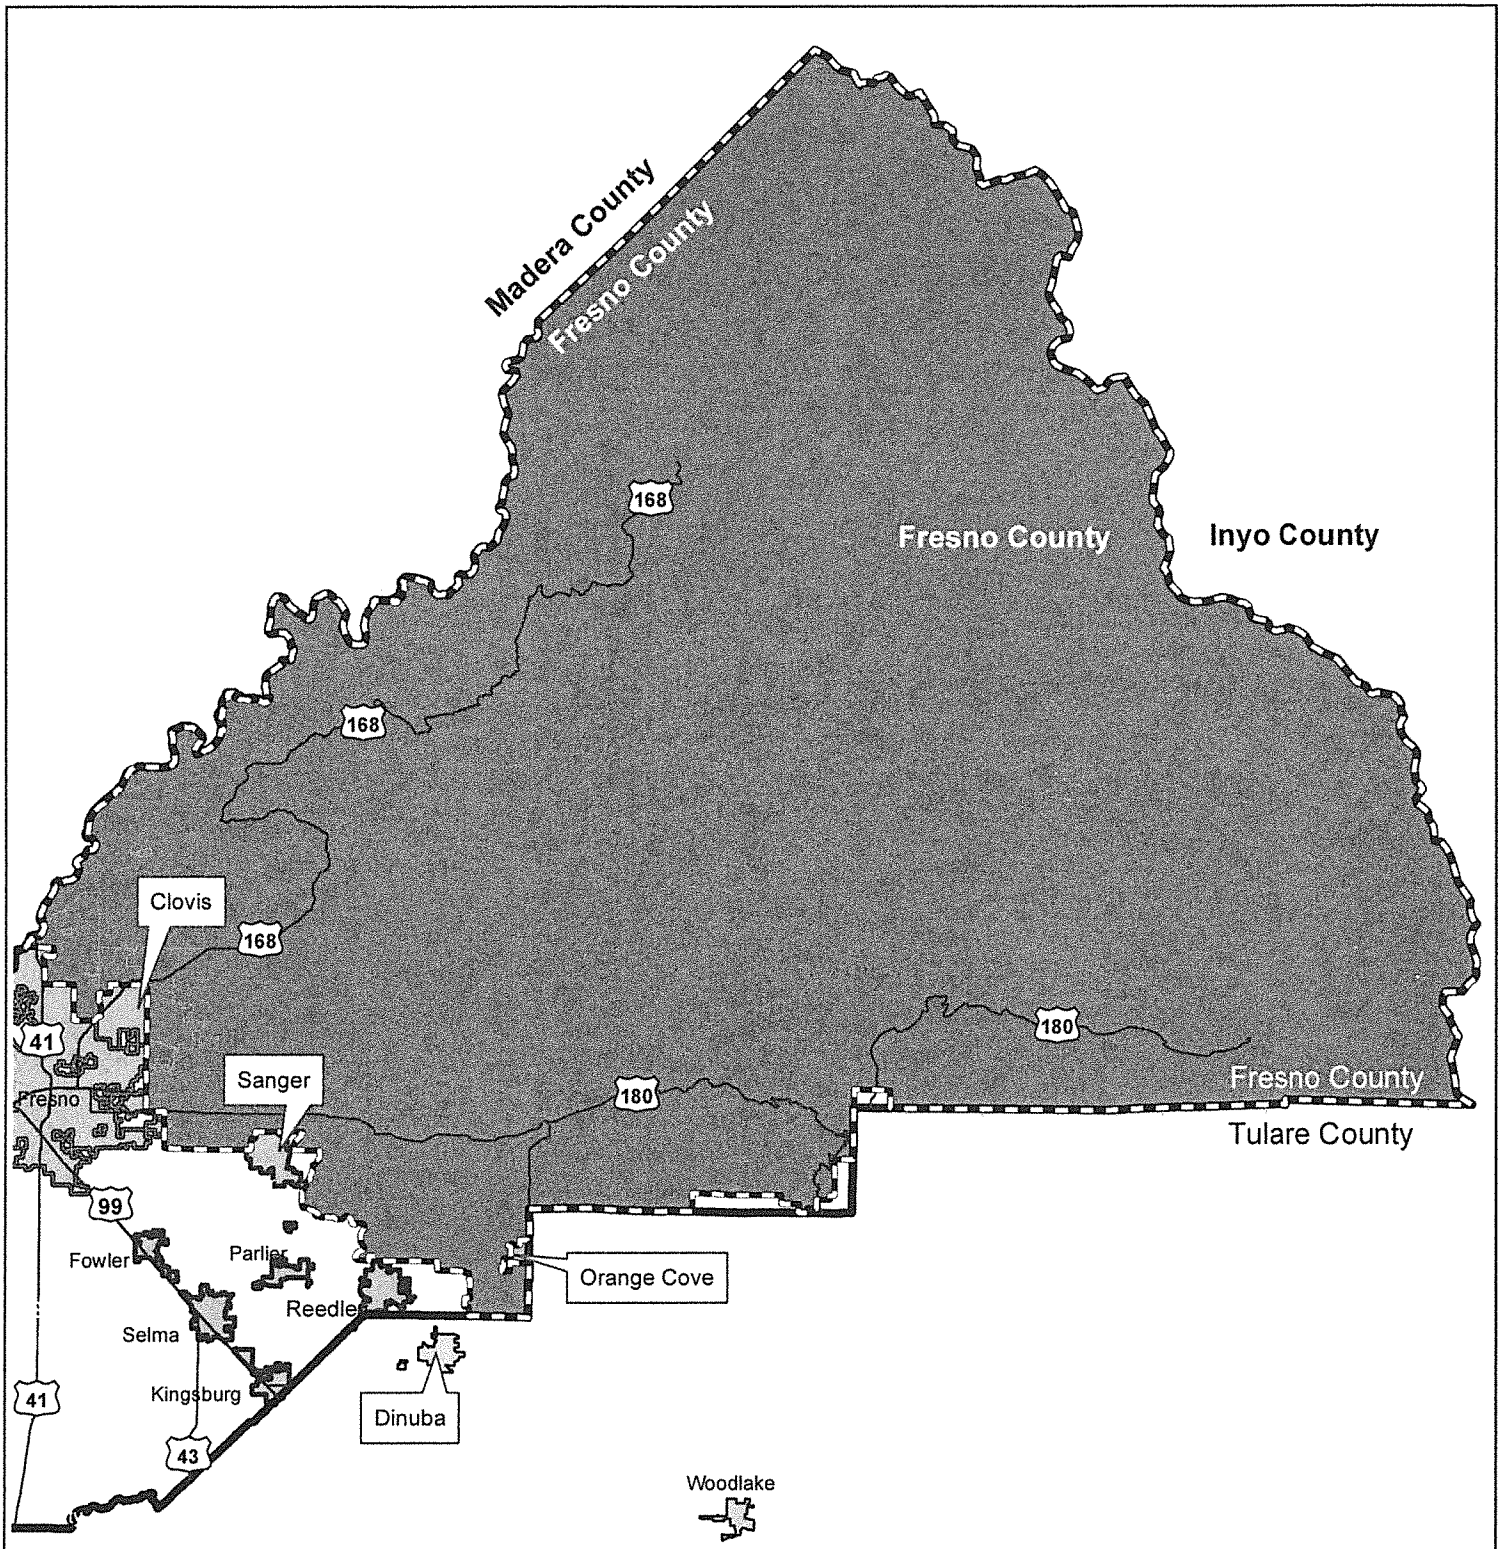 Madera County
Fresno County
168
Fresno County
Inyo County
168
Clovis
168
41
180
Sanger
180
Fresno County
Fresno
Tulare County
99
Fowler
Parlier
Orange Cove
Reedley
Selma
Kingsburg
41
Dinuba
43
Woodlake